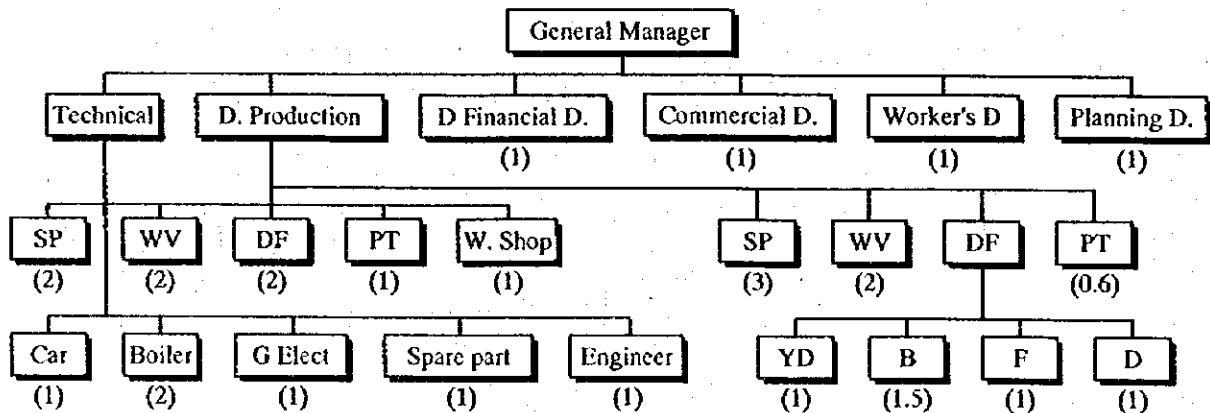 General Manager
Technical D. Production D Financial D. Commercial D. Worker's D Planning D.
(1) (1) (1) (1)
SP WV DF PT W. Shop SP WV DF PT
(2) (2) (2) (1) (1) (3) (2) (0.6)
Car Boiler G Elect Spare part Engineer YD B F D
(1) (2) (1) (1) (1) (1) (1.5) (1) (1)